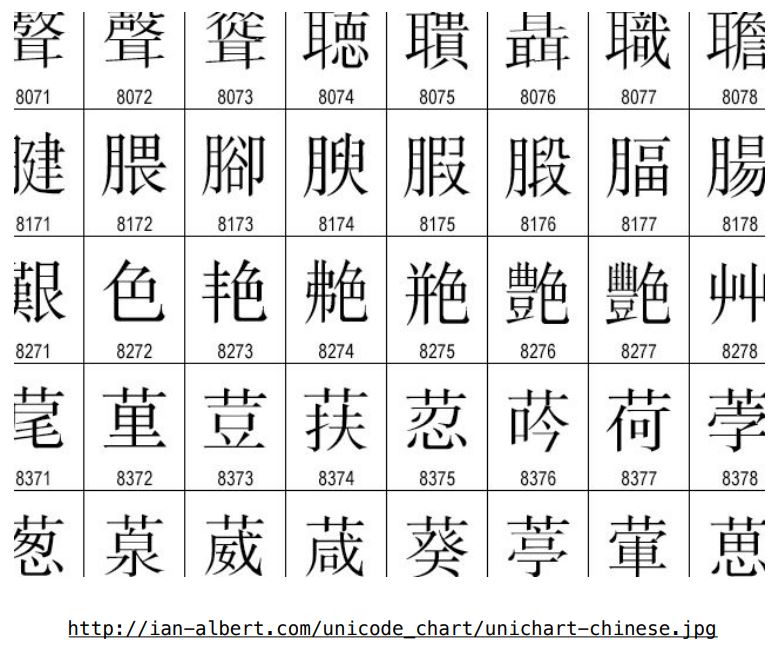 聱 聲 聳 聴 聵 聶 職 聸
8071 8072 8073 8074 8075 8076 8077 8078
腱 腲 腳 腴 腵 腶 腷 腸
8171 8172 8173 8174 8175 8176 8177 8178
艱 色 艳 艴 艵 艶 艷 艸
8271 8272 8273 8274 8275 8276 8277 8278
荱 荲 荳 荴 荵 荶 荷 荸
8371 8372 8373 8374 8375 8376 8377 8378
葱 葲 葳 葴 葵 葶 葷 葸
http://ian-albert.com/unicode_chart/unichart-chinese.jpg